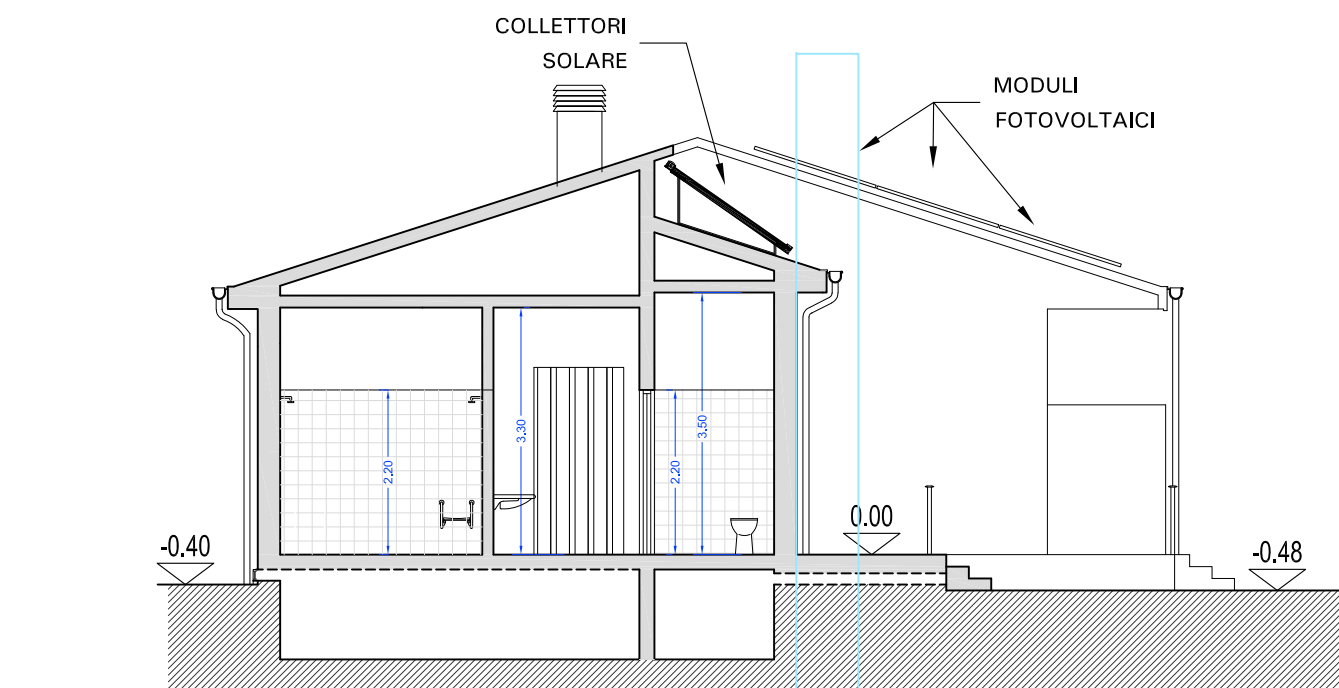 COLLETTORI
SOLARE
MODULI
FOTOVOLTAICI
3.30
3.50
2.20
2.20
0.00
-0.40
-0.48